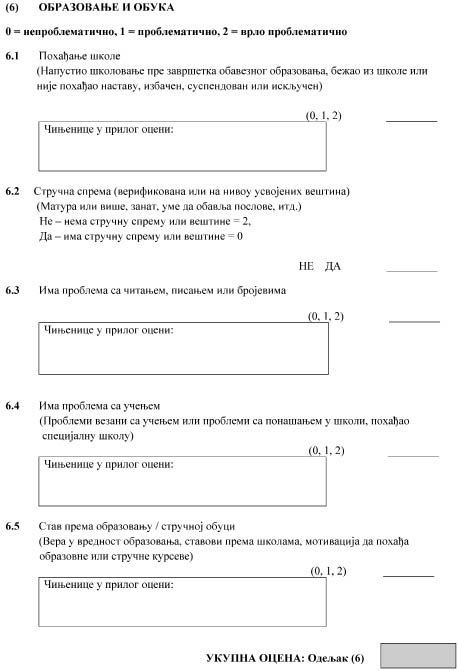 (6) ОБРАЗОВАЊЕ И ОБУКА
0 = непроблематично, 1 = проблематично, 2 = врло проблематично
6.1 Похађање школе
(Напустио школовање пре завршетка обавезног образовања, бежао из школе или
није похађао наставу, избачен, суспендован или искључен)
(0, 1, 2)
Чињенице у прилог оцени:
6.2 Стручна спрема (верификована или на нивоу усвојених вештина)
(Матура или више, занат, уме да обавља послове, итд.)
Не – нема стручну спрему или вештине = 2,
Да – има стручну спрему или вештине = 0
НЕ ДА
6.3 Има проблема са читањем, писањем или бројевима
(0, 1, 2)
Чињенице у прилог оцени:
6.4 Има проблема са учењем
(Проблеми везани са учењем или проблеми са понашањем у школи, похађао
специјалну школу)
(0, 1, 2)
Чињенице у прилог оцени:
6.5 Став према образовању / стручној обуци
(Вера у вредност образовања, ставови према школама, мотивација да похађа
образовне или стручне курсеве)
(0, 1, 2)
Чињенице у прилог оцени:
УКУПНА ОЦЕНА: Одељак (6)